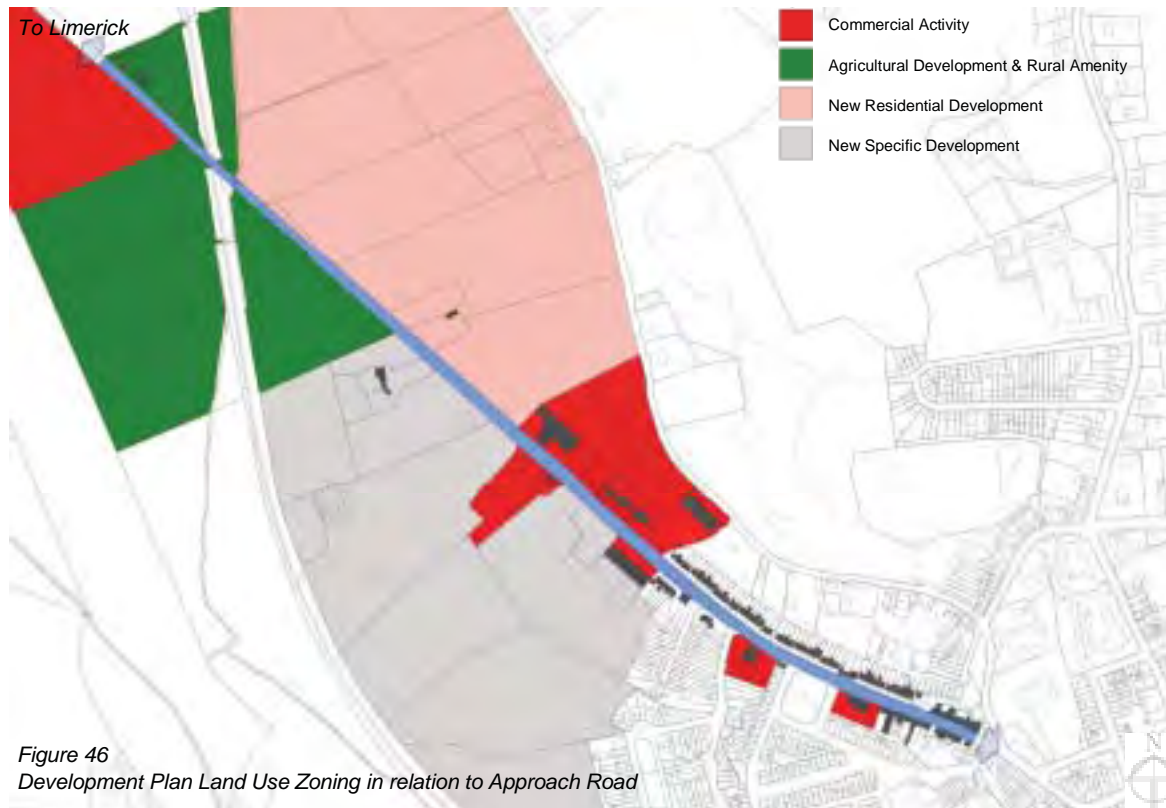 To Limerick
Commercial Activity
Agricultural Development & Rural Amenity
New Residential Development
New Specific Development
Figure 46
Development Plan Land Use Zoning in relation to Approach Road
N